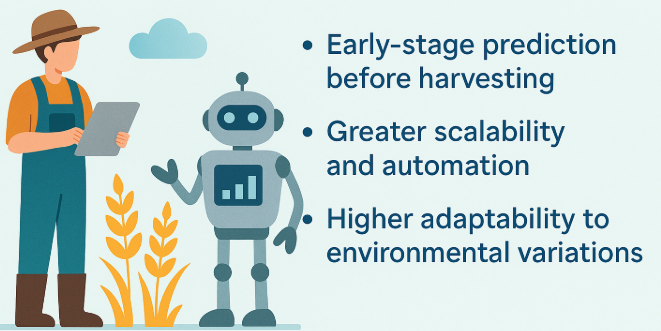 • Early-stage prediction
before harvesting
• Greater scalability
and automation
• Higher adaptability to
environmental variations